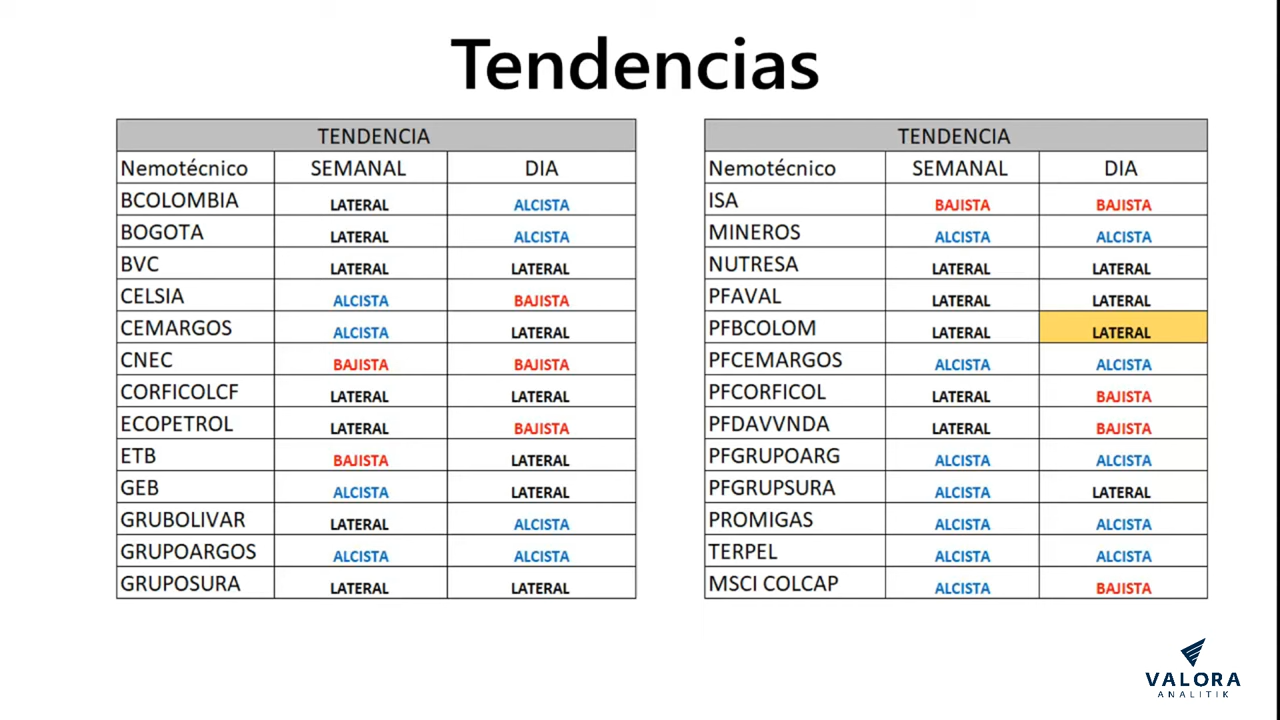 Tendencias
TENDENCIA
Nemotécnico SEMANAL DIA
BCOLOMBIA LATERAL ALCISTA
BOGOTA LATERAL ALCISTA
BVC LATERAL LATERAL
CELSIA ALCISTA BAJISTA
CEMARGOS ALCISTA LATERAL
CNEC BAJISTA BAJISTA
CORFICOLCF LATERAL LATERAL
ECOPETROL LATERAL BAJISTA
ETB BAJISTA LATERAL
GEB ALCISTA LATERAL
GRUBOLIVAR LATERAL ALCISTA
GRUPOARGOS ALCISTA ALCISTA
GRUPOSURA LATERAL LATERAL
TENDENCIA
Nemotécnico SEMANAL DIA
ISA BAJISTA BAJISTA
MINEROS ALCISTA ALCISTA
NUTRESA LATERAL LATERAL
PFAVAL LATERAL LATERAL
PFBCOLOM LATERAL LATERAL
PFCEMARGOS ALCISTA ALCISTA
PFCORFICOL LATERAL BAJISTA
PFDAVVNDA LATERAL BAJISTA
PFGRUPOARG ALCISTA ALCISTA
PFGRUPSURA ALCISTA LATERAL
PROMIGAS ALCISTA ALCISTA
TERPEL ALCISTA ALCISTA
MSCI COLCAP ALCISTA BAJISTA
VALORA
ANALITIK